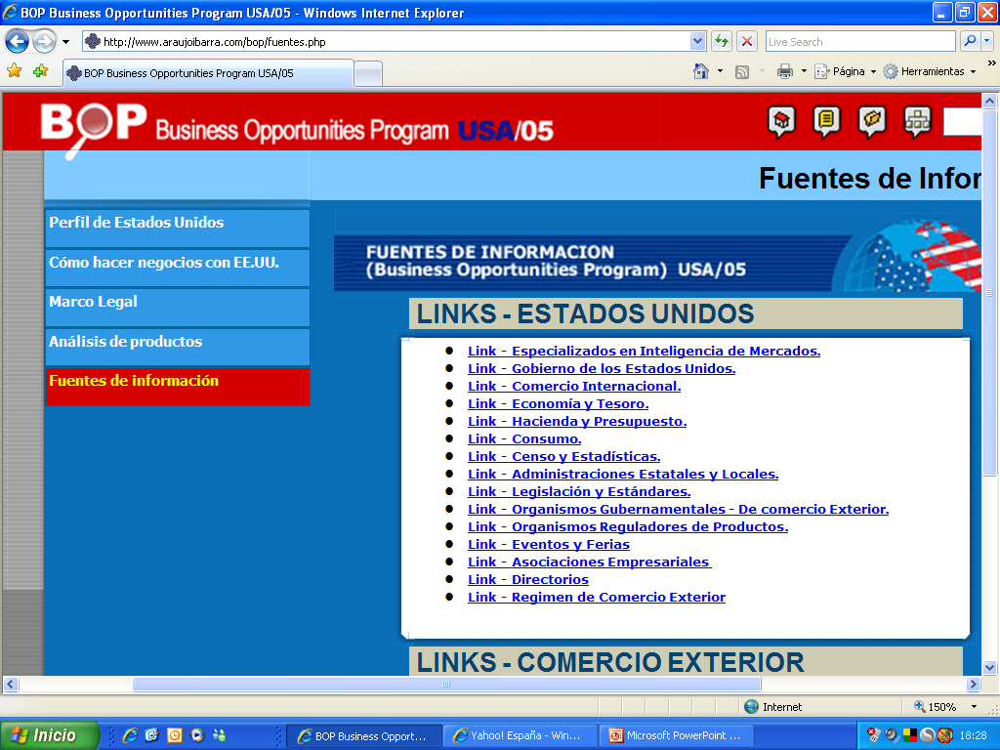 BOP Business Opportunities Program USA/05 - Windows Internet Explorer
http://www.araujoibarra.com/bop/fuentes.php
Live Search
BOP Business Opportunities Program USA/05
Página
Herramientas
BOP Business Opportunities Program USA/05
Fuentes de Infor
Perfil de Estados Unidos
Cómo hacer negocios con EE.UU.
Marco Legal
Análisis de productos
Fuentes de información
FUENTES DE INFORMACION
(Business Opportunities Program) USA/05
LINKS - ESTADOS UNIDOS
Link - Especializados en Inteligencia de Mercados.
Link - Gobierno de los Estados Unidos.
Link - Comercio Internacional.
Link - Economía y Tesoro.
Link - Hacienda y Presupuesto.
Link - Consumo.
Link - Censo y Estadísticas.
Link - Administraciones Estatales y Locales.
Link - Legislación y Estándares.
Link - Organismos Gubernamentales - De comercio Exterior.
Link - Organismos Reguladores de Productos.
Link - Eventos y Ferias
Link - Asociaciones Empresariales
Link - Directorios
Link - Regimen de Comercio Exterior
LINKS - COMERCIO EXTERIOR
Internet
150%
Inicio
BOP Business Opport...
Yahoo! España - Win...
Microsoft PowerPoint ...
18:28